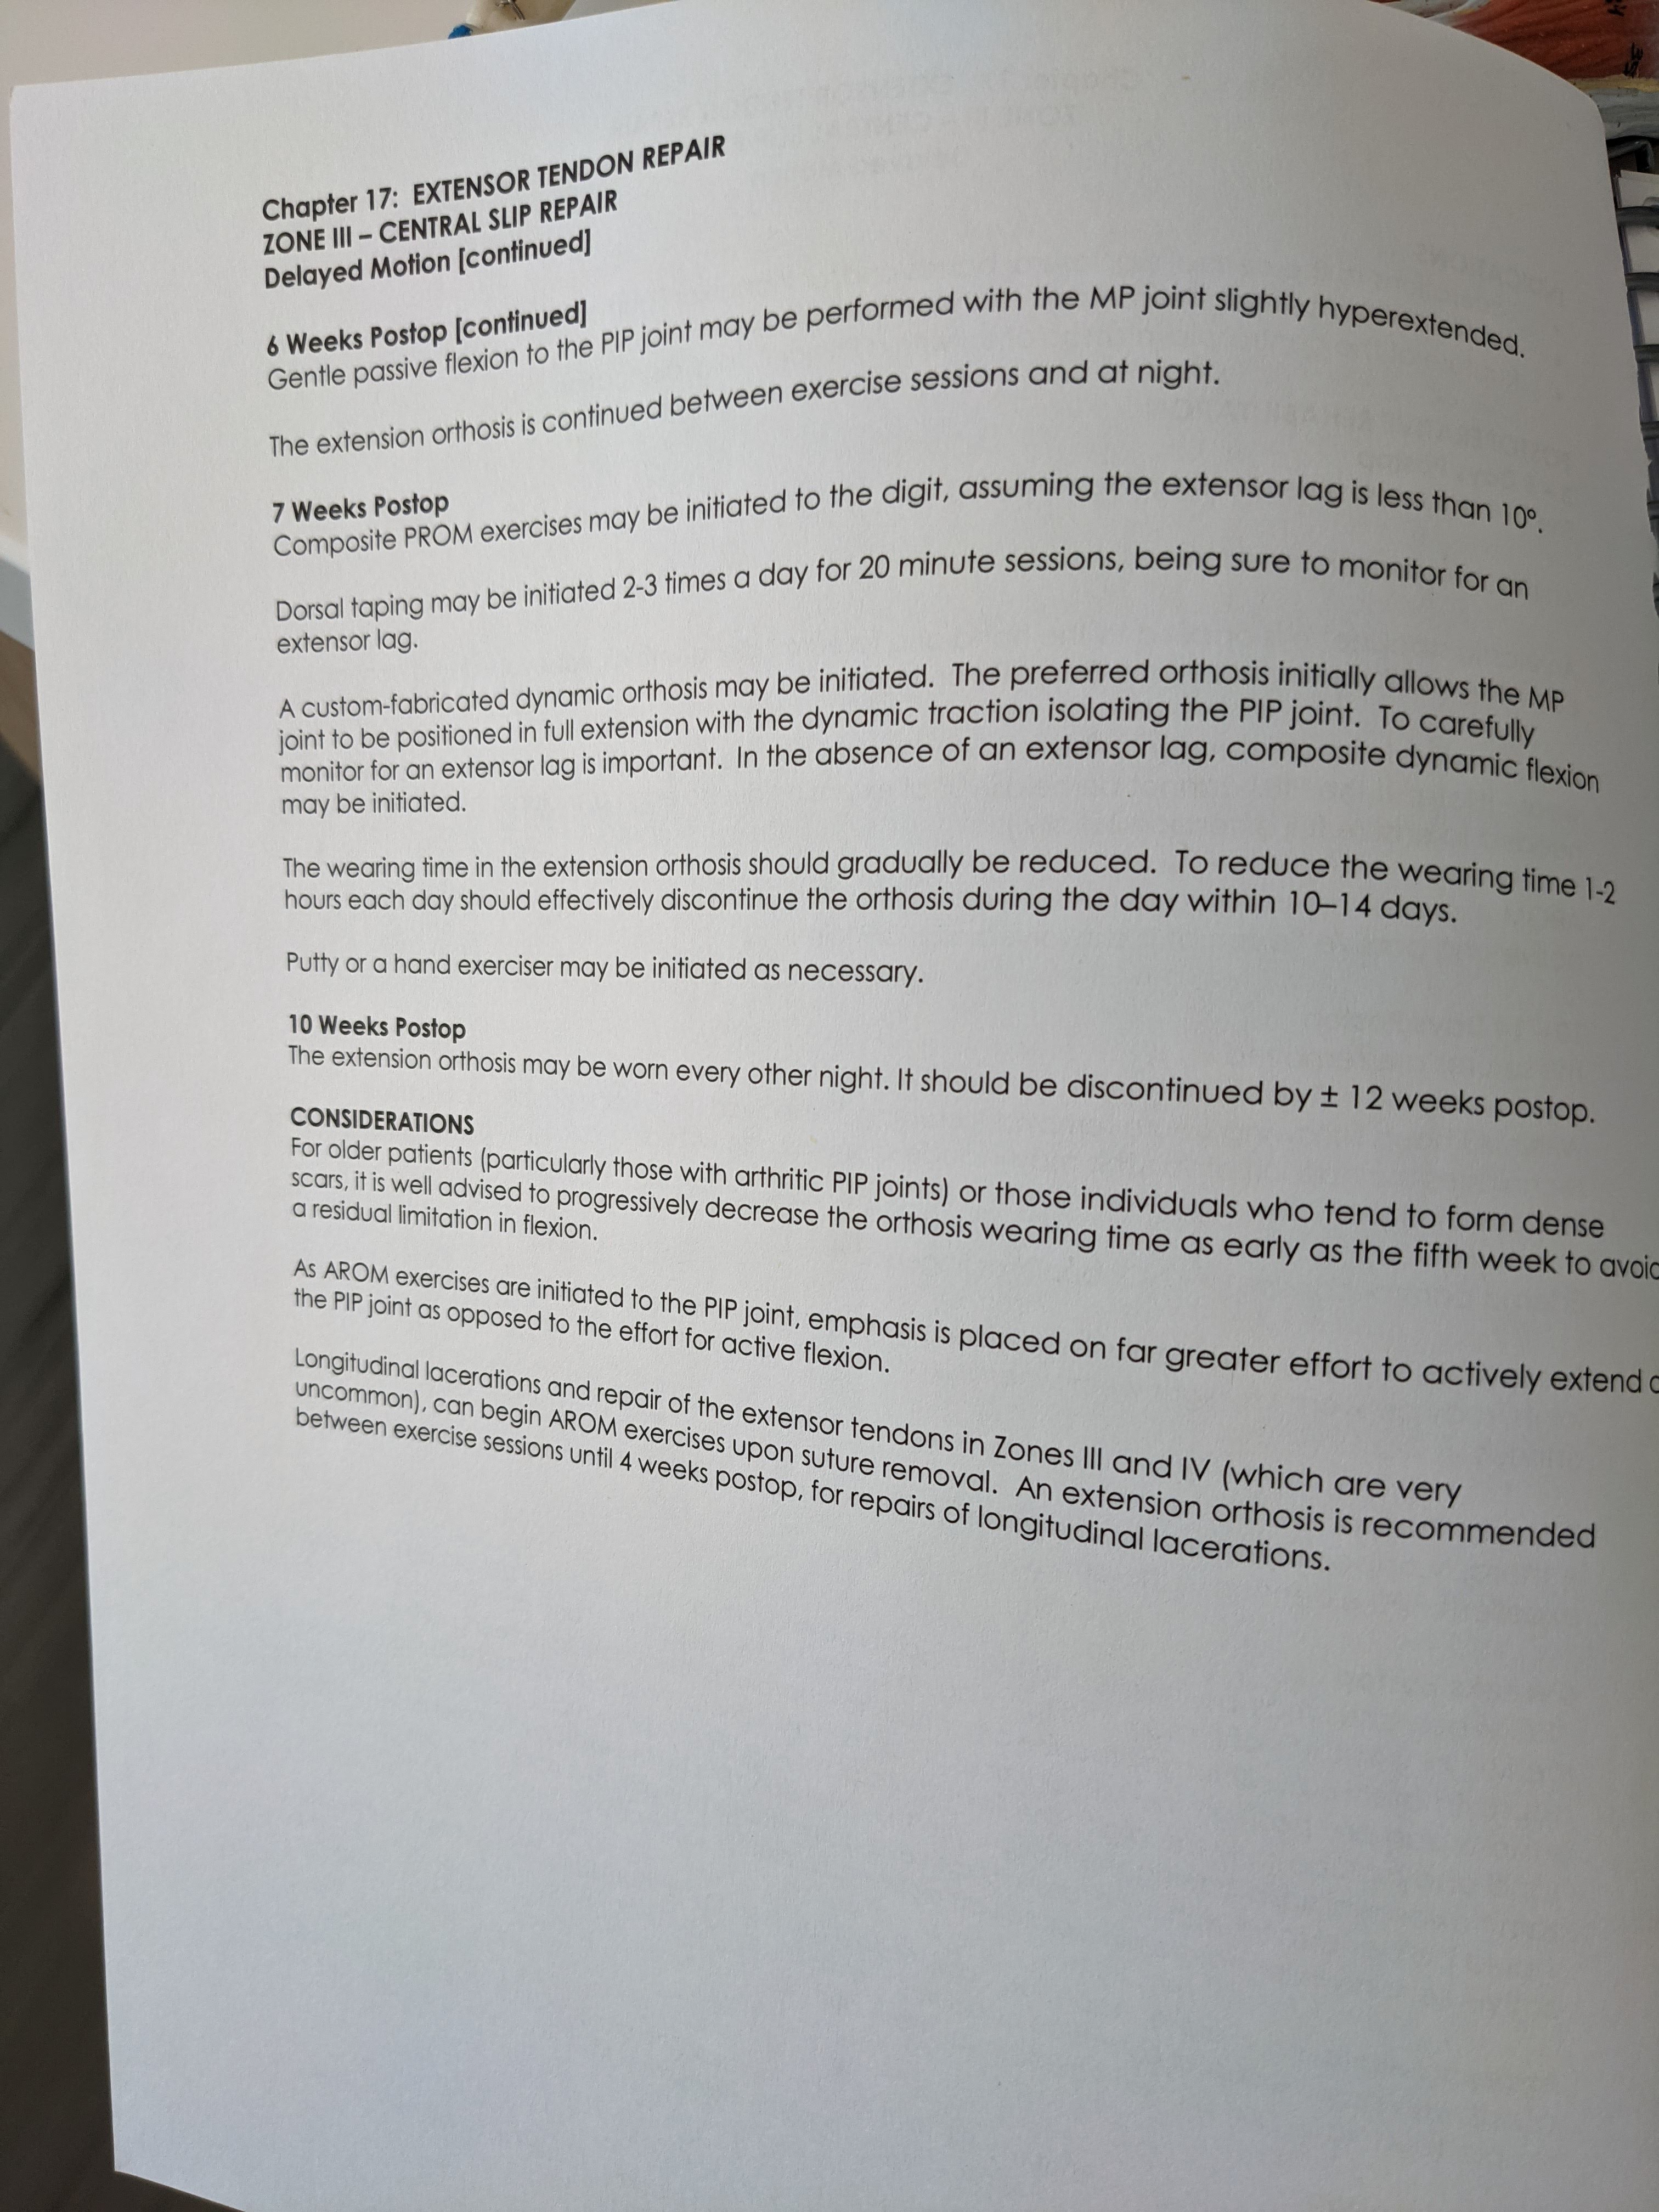 Chapter 17: EXTENSOR TENDON REPAIR
ZONE III – CENTRAL SLIP REPAIR
Delayed Motion [continued]
6 Weeks Postop [continued]
Gentle passive flexion to the PIP joint may be performed with the MP joint slightly hyperextended.
The extension orthosis is continued between exercise sessions and at night.
7 Weeks Postop
Composite PROM exercises may be initiated to the digit, assuming the extensor lag is less than 10º.
Dorsal taping may be initiated 2-3 times a day for 20 minute sessions, being sure to monitor for an
extensor lag.
A custom-fabricated dynamic orthosis may be initiated. The preferred orthosis initially allows the MP
joint to be positioned in full extension with the dynamic traction isolating the PIP joint. To carefully
monitor for an extensor lag is important. In the absence of an extensor lag, composite dynamic flexion
may be initiated.
The wearing time in the extension orthosis should gradually be reduced. To reduce the wearing time 1-2
hours each day should effectively discontinue the orthosis during the day within 10–14 days.
Putty or a hand exerciser may be initiated as necessary.
10 Weeks Postop
The extension orthosis may be worn every other night. It should be discontinued by ± 12 weeks postop.
CONSIDERATIONS
For older patients (particularly those with arthritic PIP joints) or those individuals who tend to form dense
scars, it is well advised to progressively decrease the orthosis wearing time as early as the fifth week to
a residual limitation in flexion.
As AROM exercises are initiated to the PIP joint, emphasis is placed on far greater effort to actively extend
the PIP joint as opposed to the effort for active flexion.
Longitudinal lacerations and repair of the extensor tendons in Zones III and IV (which are very
uncommon), can begin AROM exercises upon suture removal. An extension orthosis is recommended
between exercise sessions until 4 weeks postop, for repairs of longitudinal lacerations.